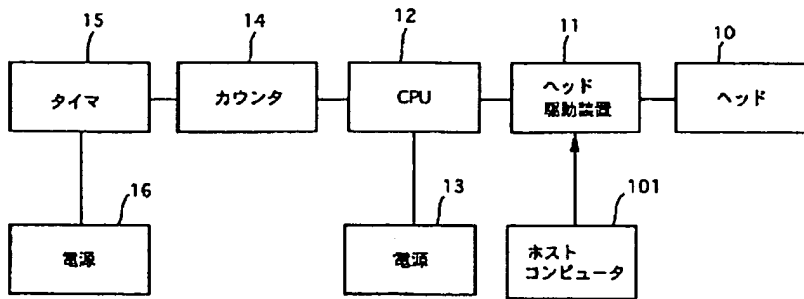 15
14
12
11
10
タイマ
カウンタ
CPU
ヘッド
駆動装置
ヘッド
16
13
101
電源
電源
ホスト
コンピュータ